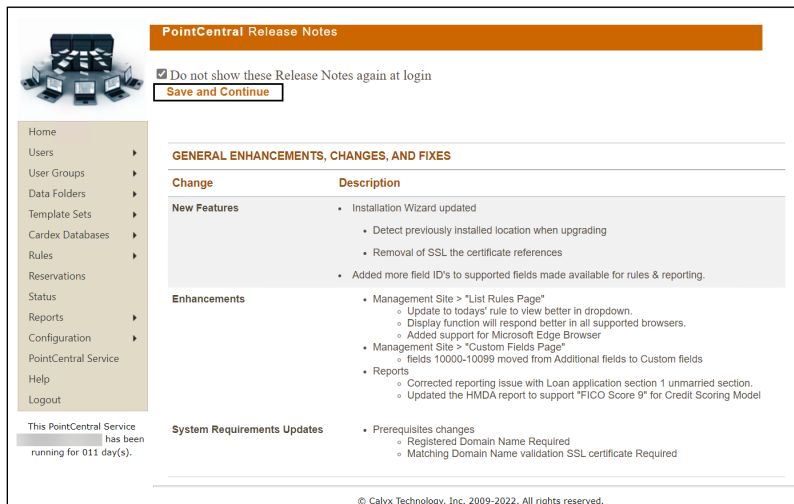 PointCentral Release Notes
Do not show these Release Notes again at login
Save and Continue
Home
Users
User Groups
Data Folders
Template Sets
Cardex Databases
Rules
Reservations
Status
Reports
Configuration
PointCentral Service
Help
Logout
This PointCentral Service
has been
running for 011 day(s).
GENERAL ENHANCEMENTS, CHANGES, AND FIXES
Change Description
New Features
• Installation Wizard updated
• Detect previously installed location when upgrading
• Removal of SSL the certificate references
• Added more field ID's to supported fields made available for rules & reporting.
Enhancements
• Management Site > "List Rules Page"
○ Update to todays' rule to view better in dropdown.
○ Display function will respond better in all supported browsers.
○ Added support for Microsoft Edge Browser
• Management Site > "Custom Fields Page"
○ fields 10000-10099 moved from Additional fields to Custom fields
• Reports
○ Corrected reporting issue with Loan application section 1 unmarried section.
○ Updated the HMDA report to support "FICO Score 9" for Credit Scoring Model
System Requirements Updates
• Prerequisites changes
○ Registered Domain Name Required
○ Matching Domain Name validation SSL certificate Required
© Calyx Technology, Inc. 2009-2022. All rights reserved.